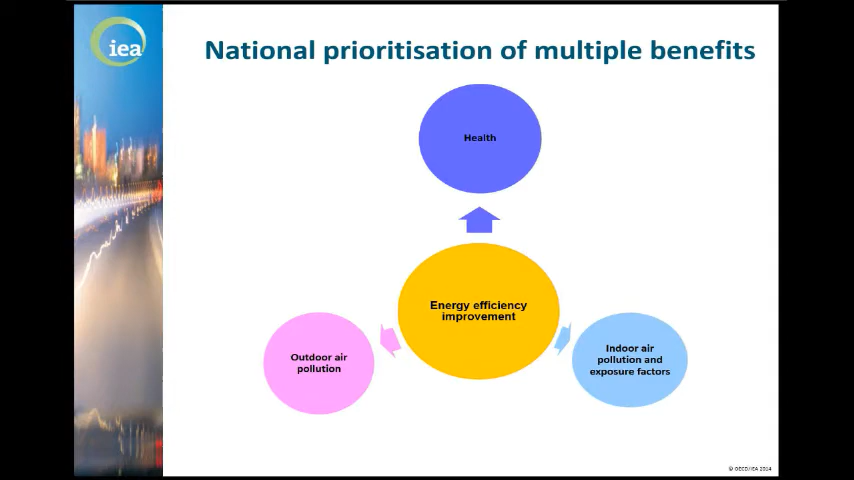 iea
National prioritisation of multiple benefits
Health
Energy efficiency
improvement
Outdoor air
pollution
Indoor air
pollution and
exposure factors
© OECD/IEA 2014